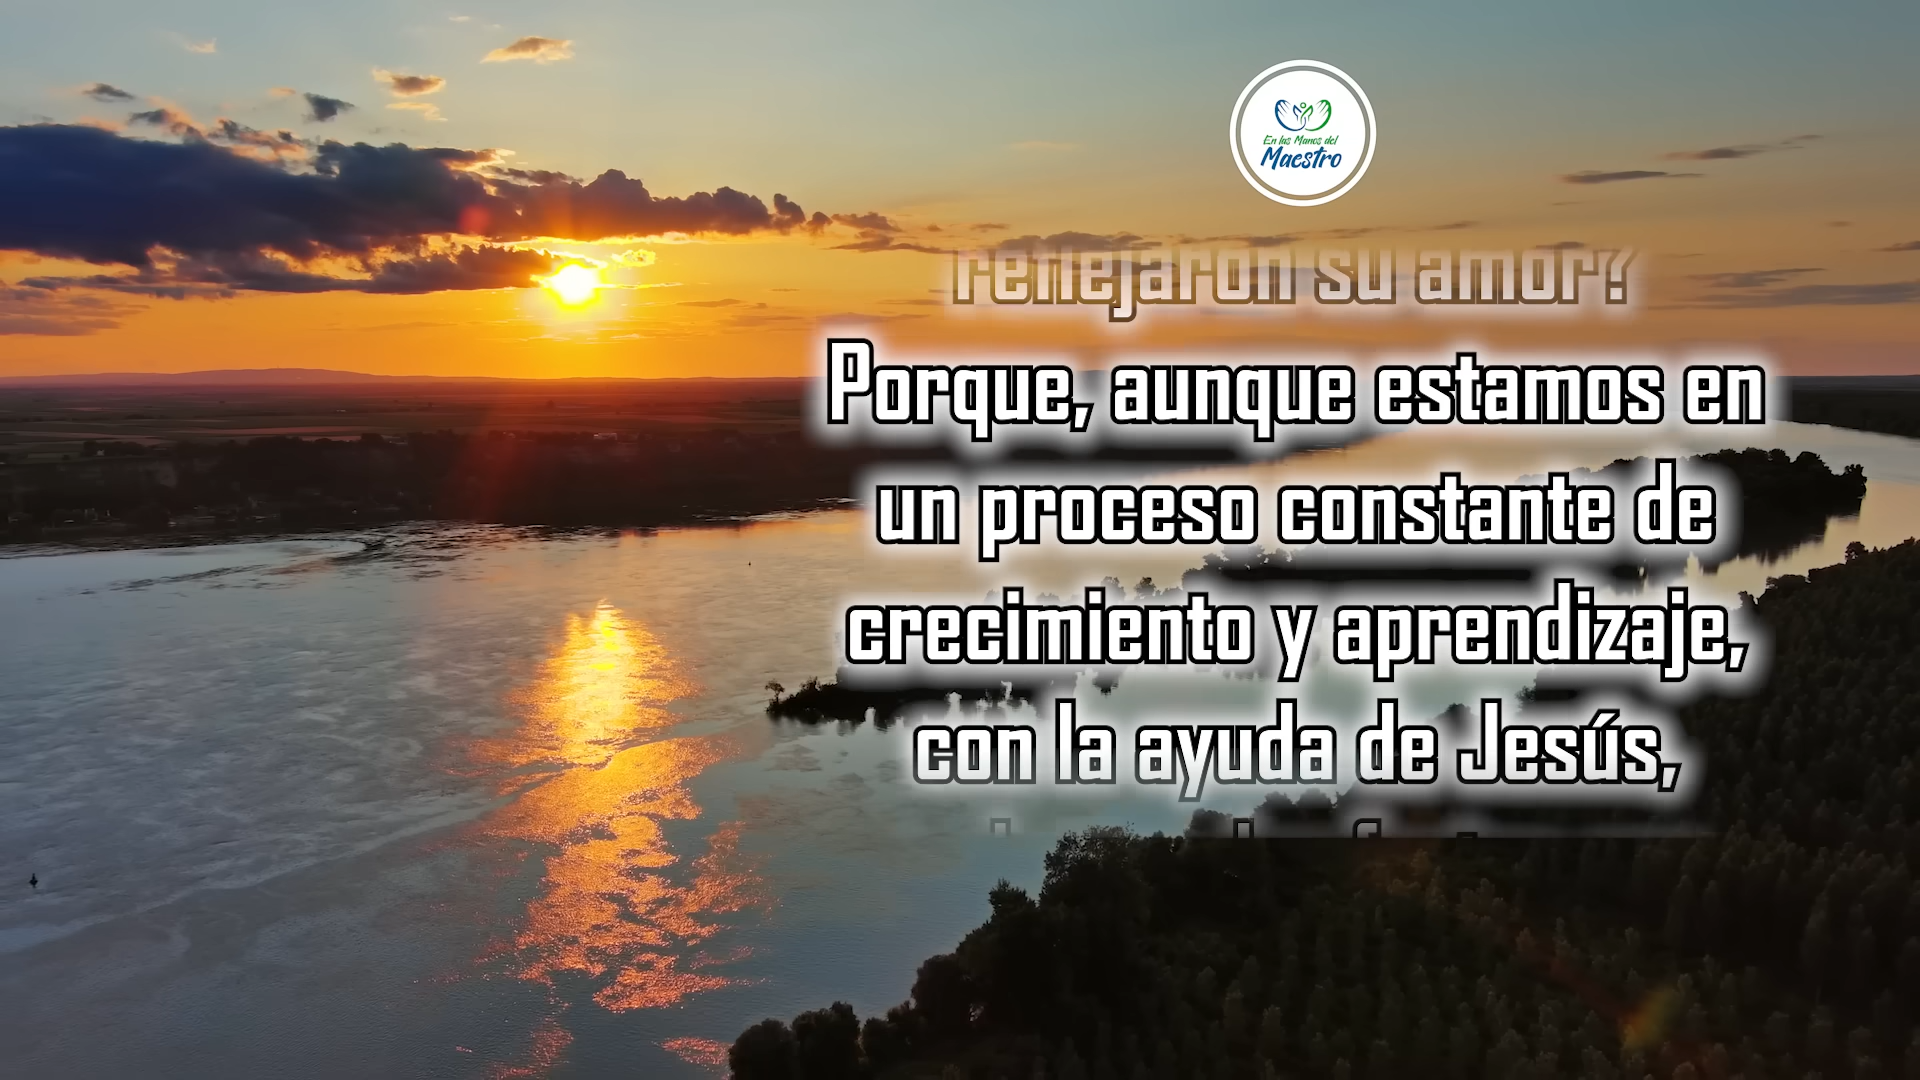 En las Manos del
Maestro
reflejaron su amor?
Porque, aunque estamos en
un proceso constante de
crecimiento y aprendizaje,
con la ayuda de Jesús,